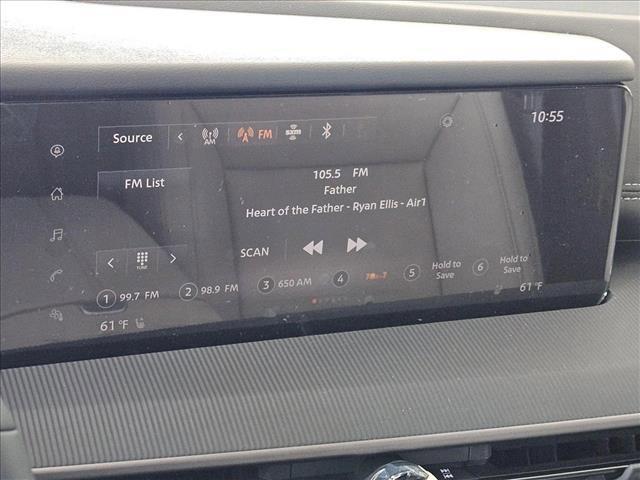 10:55
Source
AM
FM
SXM
FM List
105.5 FM
Father
Heart of the Father - Ryan Ellis - Air1
SCAN
TUNE
1 99.7 FM
2 98.9 FM
3 650 AM
4
5 Hold to
Save
6 Hold to
Save
61°F
61°F